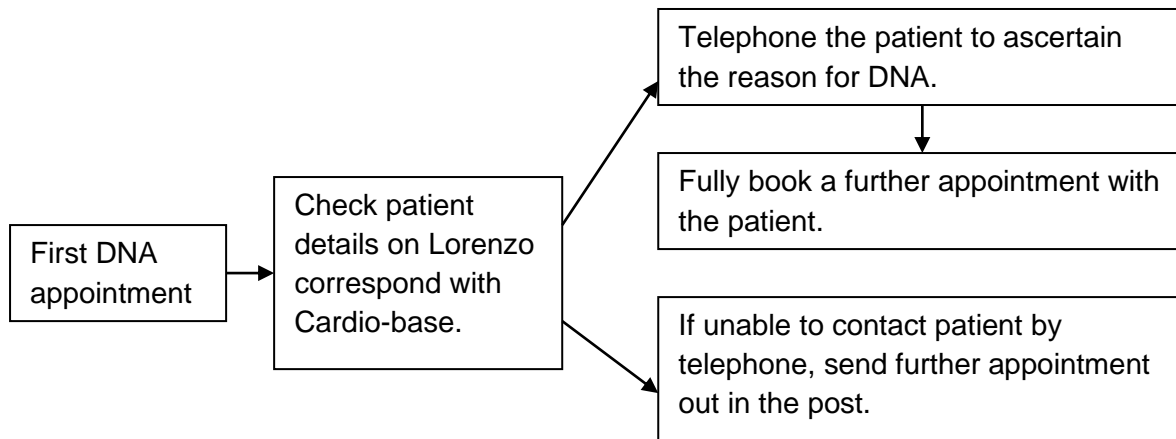 First DNA
appointment
Check patient
details on Lorenzo
correspond with
Cardio-base.
Telephone the patient to ascertain
the reason for DNA.
Fully book a further appointment with
the patient.
If unable to contact patient by
telephone, send further appointment
out in the post.